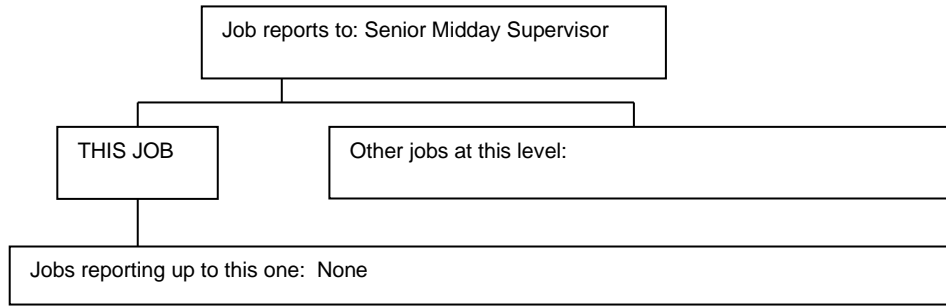 Job reports to: Senior Midday Supervisor
THIS JOB
Other jobs at this level:
Jobs reporting up to this one:  None